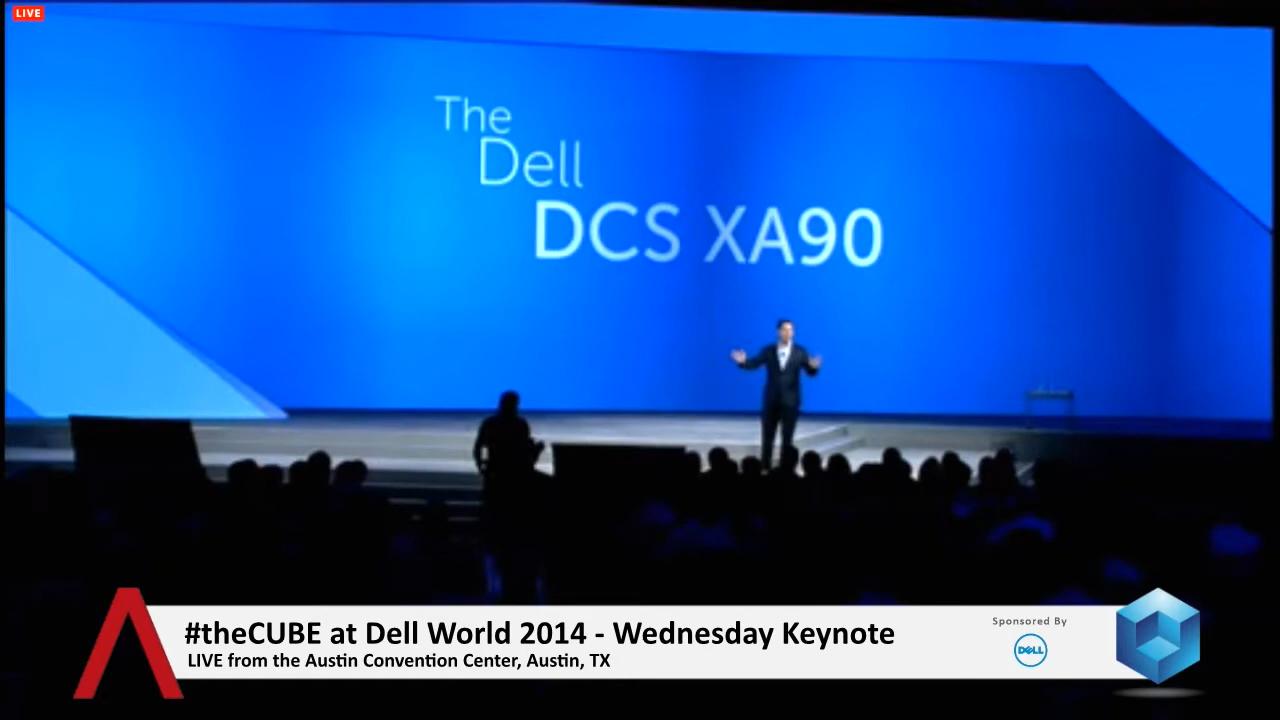 LIVE
The
Dell
DCS XA90
#theCUBE at Dell World 2014 - Wednesday Keynote
LIVE from the Austin Convention Center, Austin, TX
Sponsored By
DELL